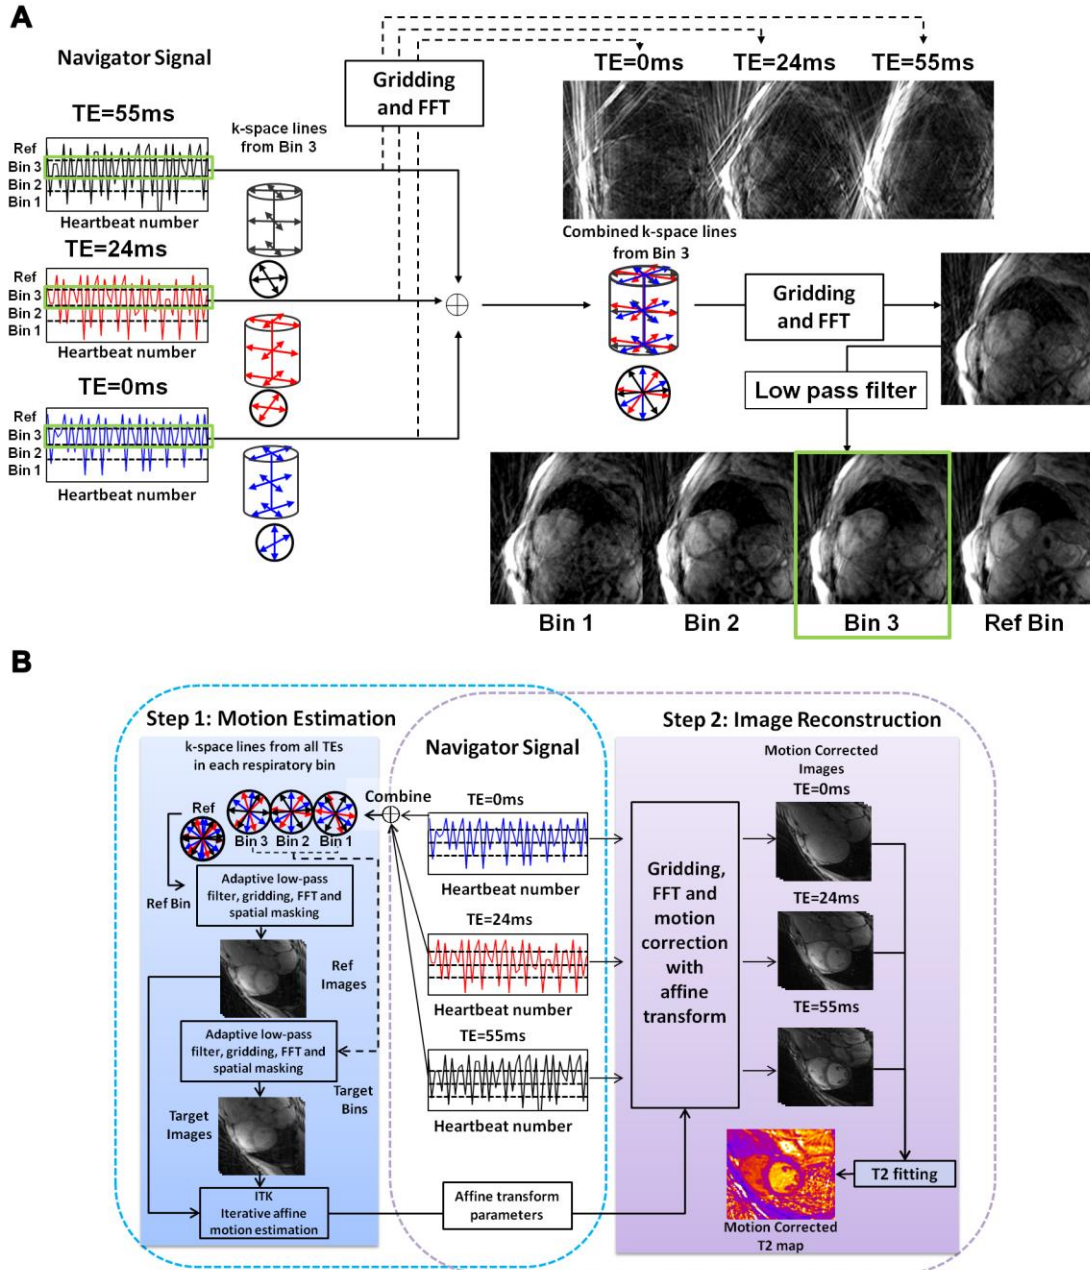 A
Navigator Signal
TE=55ms
Ref
Bin 3
Bin 2
Bin 1
Heartbeat number
k-space lines
from Bin 3
TE=24ms
Ref
Bin 3
Bin 2
Bin 1
Heartbeat number
TE=0ms
Ref
Bin 3
Bin 2
Bin 1
Heartbeat number
Gridding
and FFT
TE=0ms
TE=24ms
TE=55ms
Combined k-space lines
from Bin 3
Gridding
and FFT
Low pass filter
Bin 1
Bin 2
Bin 3
Ref Bin
B
Step 1: Motion Estimation
k-space lines from all TEs
in each respiratory bin
Ref
Bin 3
Bin 2
Bin 1
Combine
Ref Bin
Adaptive low-pass
filter, gridding, FFT and
spatial masking
Ref
Images
Adaptive low-pass
filter, gridding, FFT and
spatial masking
Target
Bins
Target
Images
ITK
Iterative affine
motion estimation
Navigator Signal
TE=0ms
Heartbeat number
TE=24ms
Heartbeat number
TE=55ms
Heartbeat number
Affine transform
parameters
Step 2: Image Reconstruction
Gridding,
FFT and
motion
correction
with
affine
transform
Motion Corrected
Images
TE=0ms
TE=24ms
TE=55ms
T2 fitting
Motion Corrected
T2 map